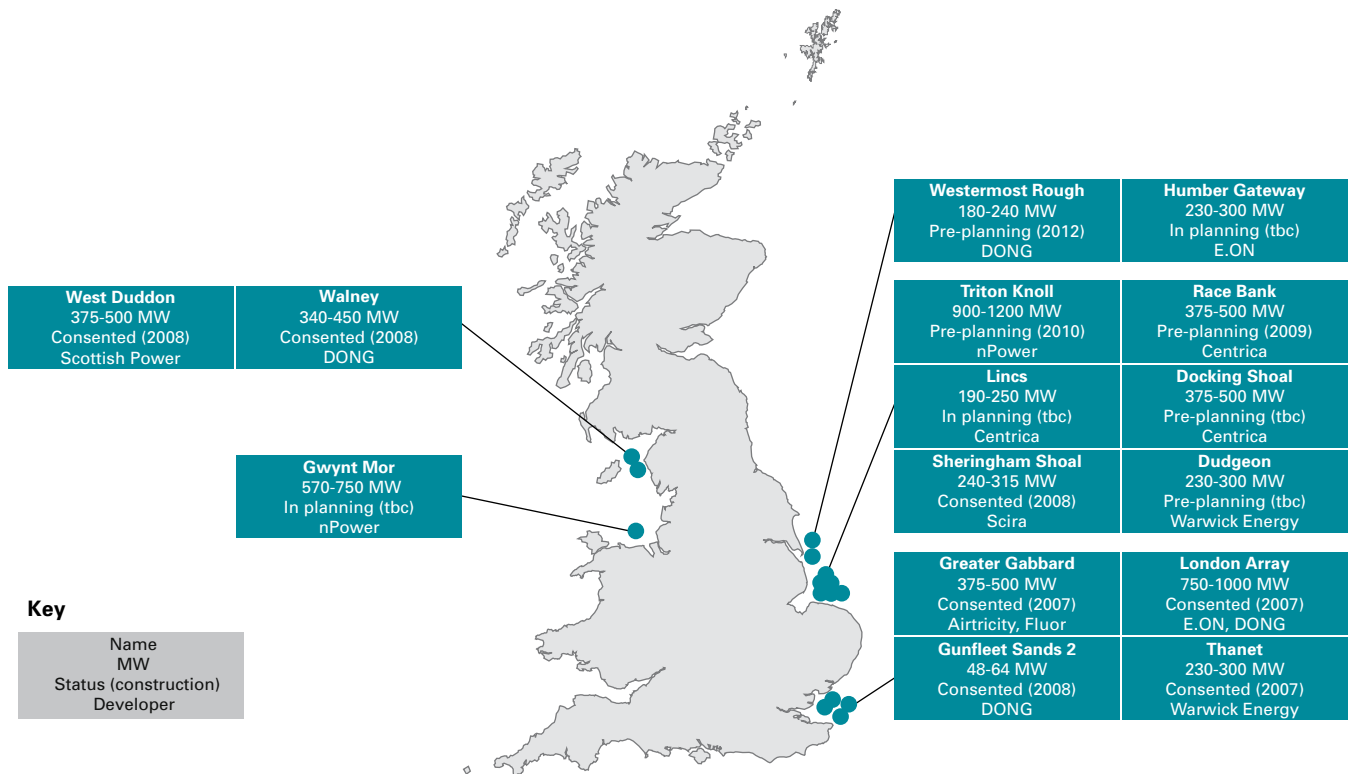 West Duddon
375-500 MW
Consented (2008)
Scottish Power
Walney
340-450 MW
Consented (2008)
DONG
Gwynt Mor
570-750 MW
In planning (tbc)
nPower
Key
Name
MW
Status (construction)
Developer
Westermost Rough
180-240 MW
Pre-planning (2012)
DONG
Humber Gateway
230-300 MW
In planning (tbc)
E.ON
Triton Knoll
900-1200 MW
Pre-planning (2010)
nPower
Race Bank
375-500 MW
Pre-planning (2009)
Centrica
Lincs
190-250 MW
In planning (tbc)
Centrica
Docking Shoal
375-500 MW
Pre-planning (tbc)
Centrica
Sheringham Shoal
240-315 MW
Consented (2008)
Scira
Dudgeon
230-300 MW
Pre-planning (tbc)
Warwick Energy
Greater Gabbard
375-500 MW
Consented (2007)
Airtricity, Fluor
London Array
750-1000 MW
Consented (2007)
E.ON, DONG
Gunfleet Sands 2
48-64 MW
Consented (2008)
DONG
Thanet
230-300 MW
Consented (2007)
Warwick Energy